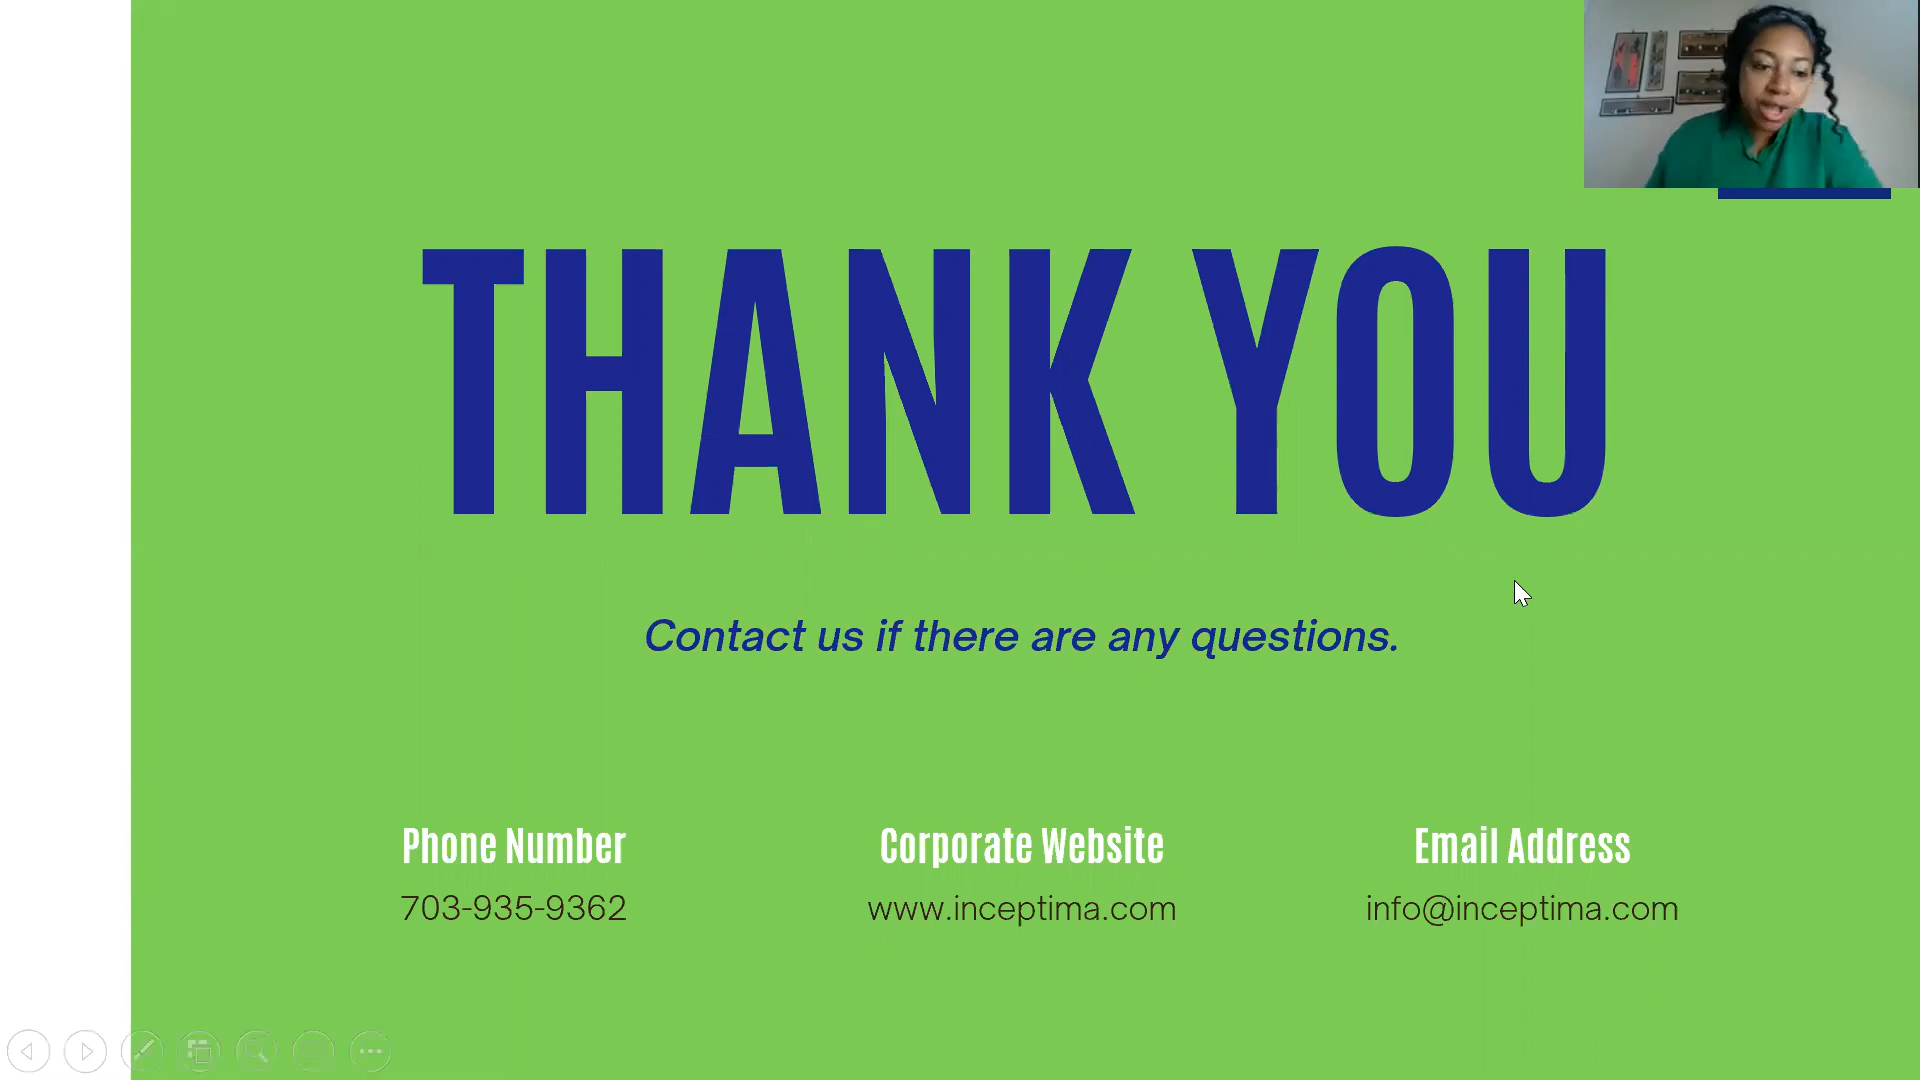 THANK YOU
Contact us if there are any questions.
Phone Number
703-935-9362
Corporate Website
www.inceptima.com
Email Address
info@inceptima.com